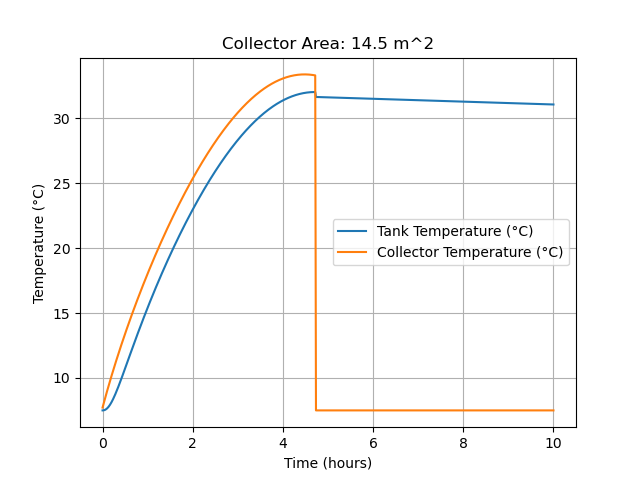 Collector Area: 14.5 m^2
Temperature (°C)
30
25
20
15
10
Tank Temperature (°C)
Collector Temperature (°C)
0 2 4 6 8 10
Time (hours)